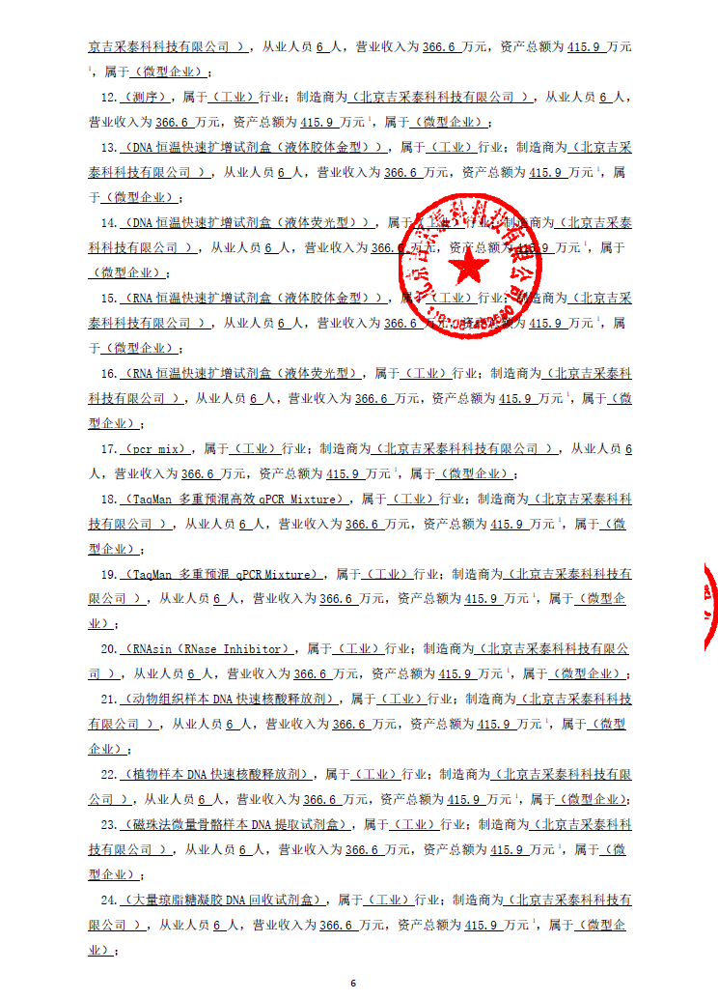 京吉采泰科科技有限公司 ），从业人员 6 人，营业收入为 366.6 万元，资产总额为 415.9 万元
1，属于（微型企业）；
12.（测序），属于（工业）行业；制造商为（北京吉采泰科科技有限公司 ），从业人员 6 人，
营业收入为 366.6 万元，资产总额为 415.9 万元1，属于（微型企业）；
13.（DNA 恒温快速扩增试剂盒（液体胶体金型）），属于（工业）行业；制造商为（北京吉采
泰科科技有限公司 ），从业人员 6 人，营业收入为 366.6 万元，资产总额为 415.9 万元1，属
于（微型企业）；
14.（DNA 恒温快速扩增试剂盒（液体荧光型）），属于（工业）行业；制造商为（北京吉采泰
科科技有限公司 ），从业人员 6 人，营业收入为 366.6 万元，资产总额为 415.9 万元1，属于
（微型企业）；
15.（RNA 恒温快速扩增试剂盒（液体胶体金型）），属于（工业）行业；制造商为（北京吉采
泰科科技有限公司 ），从业人员 6 人，营业收入为 366.6 万元，资产总额为 415.9 万元1，属
于（微型企业）；
16.（RNA 恒温快速扩增试剂盒（液体荧光型），属于（工业）行业；制造商为（北京吉采泰科
科技有限公司 ），从业人员 6 人，营业收入为 366.6 万元，资产总额为 415.9 万元1，属于（微
型企业）；
17.（pcr mix），属于（工业）行业；制造商为（北京吉采泰科科技有限公司 ），从业人员 6
人，营业收入为 366.6 万元，资产总额为 415.9 万元1，属于（微型企业）；
18.（TaqMan 多重预混高效 qPCR Mixture），属于（工业）行业；制造商为（北京吉采泰科科
技有限公司 ），从业人员 6 人，营业收入为 366.6 万元，资产总额为 415.9 万元1，属于（微
型企业）；
19.（TaqMan 多重预混 qPCR Mixture），属于（工业）行业；制造商为（北京吉采泰科科技有
限公司 ），从业人员 6 人，营业收入为 366.6 万元，资产总额为 415.9 万元1，属于（微型企
业）；
20.（RNAsin（RNase Inhibitor），属于（工业）行业；制造商为（北京吉采泰科科技有限公
司 ），从业人员 6 人，营业收入为 366.6 万元，资产总额为 415.9 万元1，属于（微型企业）；
21.（动物组织样本 DNA 快速核酸释放剂），属于（工业）行业；制造商为（北京吉采泰科科技
有限公司 ），从业人员 6 人，营业收入为 366.6 万元，资产总额为 415.9 万元1，属于（微型
企业）；
22.（植物样本 DNA 快速核酸释放剂），属于（工业）行业；制造商为（北京吉采泰科科技有限
公司 ），从业人员 6 人，营业收入为 366.6 万元，资产总额为 415.9 万元1，属于（微型企业）；
23.（磁珠法微量骨骼样本 DNA 提取试剂盒），属于（工业）行业；制造商为（北京吉采泰科科
技有限公司 ），从业人员 6 人，营业收入为 366.6 万元，资产总额为 415.9 万元1，属于（微
型企业）；
24.（大量琼脂糖凝胶 DNA 回收试剂盒），属于（工业）行业；制造商为（北京吉采泰科科技有
限公司 ），从业人员 6 人，营业收入为 366.6 万元，资产总额为 415.9 万元1，属于（微型企
业）；
北京吉采泰科科技有限公司
6